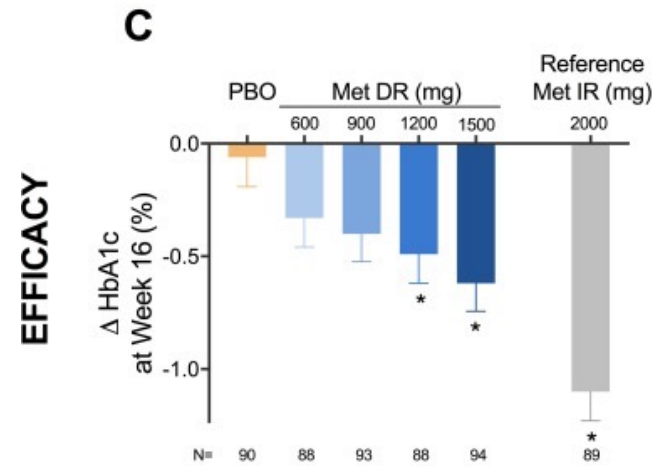 C
Reference
PBO Met DR (mg) Met IR (mg)
600 900 1200 1500 2000
0.0
-0.5
-1.0
EFFICACY
Δ HbA1c
at Week 16 (%)
* * *
N= 90 88 93 88 94 89